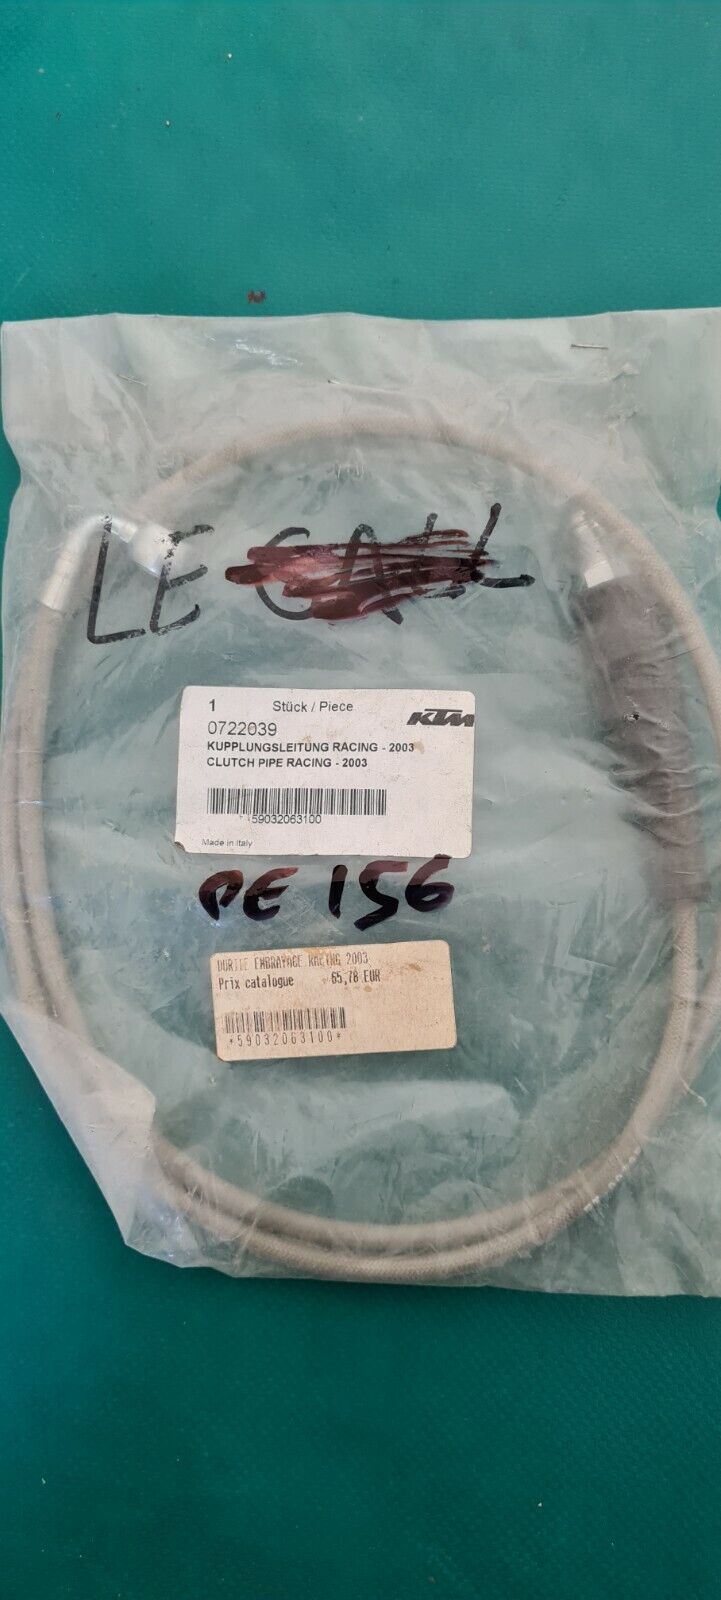 LE
1 Stück / Piece
KTM
0722039
KUPPLUNGSLEITUNG RACING - 2003
CLUTCH PIPE RACING - 2003
59032063100
Made in Italy
PE 156
DURITE EMBRAYAGE RACING 2003
Prix catalogue 65,78 EUR
*59032063100*